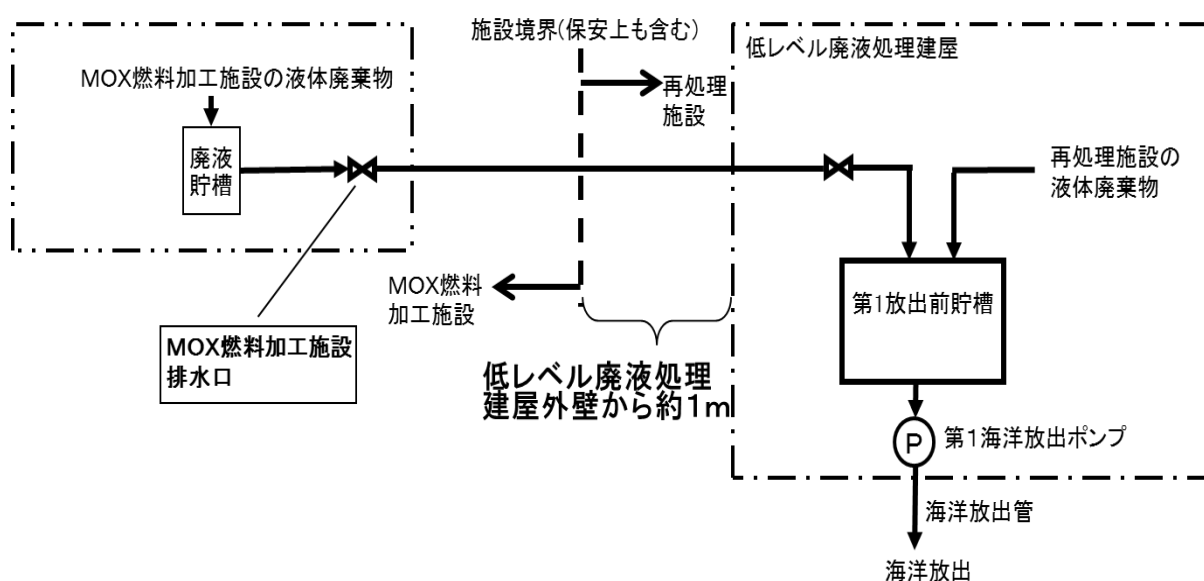 施設境界(保安上も含む)
低レベル廃液処理建屋
MOX燃料加工施設の液体廃棄物
再処理
施設
廃液
貯槽
再処理施設の
液体廃棄物
MOX燃料
加工施設
第1放出前貯槽
MOX燃料加工施設
排水口
低レベル廃液処理
建屋外壁から約1m
P
第1海洋放出ポンプ
海洋放出管
海洋放出